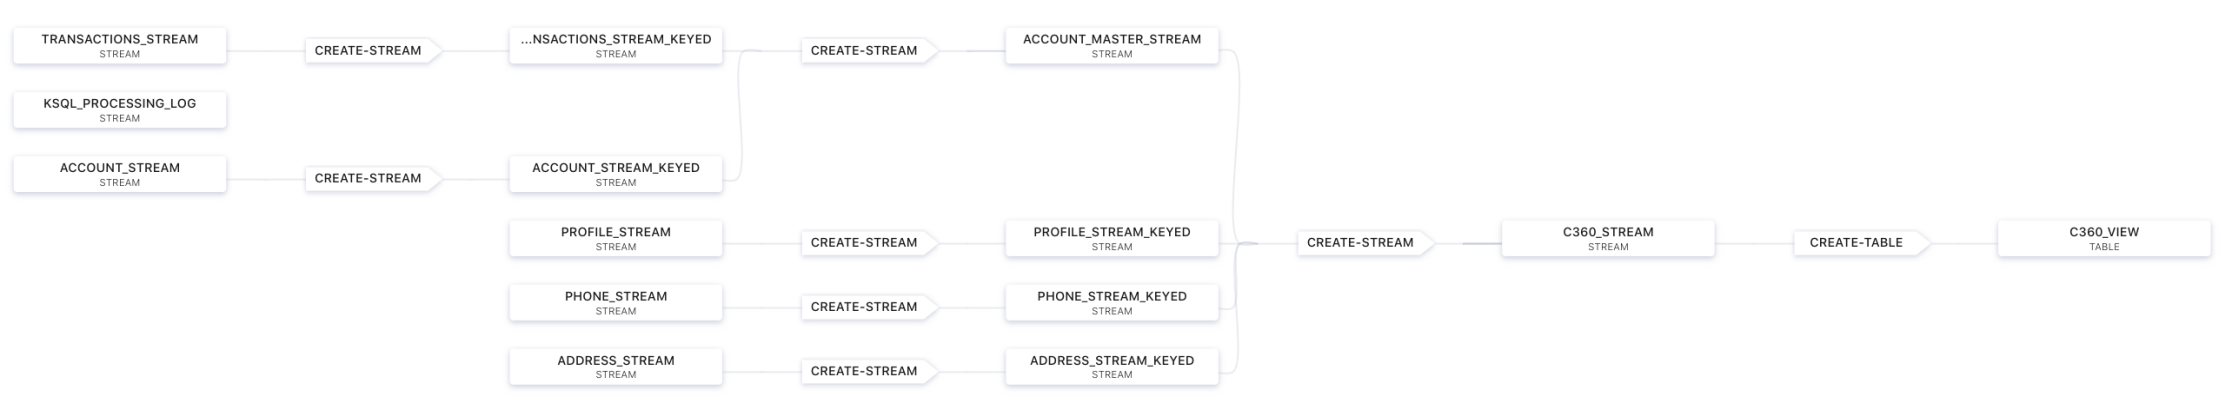 TRANSACTIONS_STREAM
STREAM
CREATE-STREAM
...NSACTIONS_STREAM_KEYED
STREAM
CREATE-STREAM
ACCOUNT_MASTER_STREAM
STREAM
KSQL_PROCESSING_LOG
STREAM
ACCOUNT_STREAM
STREAM
CREATE-STREAM
ACCOUNT_STREAM_KEYED
STREAM
PROFILE_STREAM
STREAM
CREATE-STREAM
PROFILE_STREAM_KEYED
STREAM
CREATE-STREAM
C360_STREAM
STREAM
CREATE-TABLE
C360_VIEW
TABLE
PHONE_STREAM
STREAM
CREATE-STREAM
PHONE_STREAM_KEYED
STREAM
ADDRESS_STREAM
STREAM
CREATE-STREAM
ADDRESS_STREAM_KEYED
STREAM